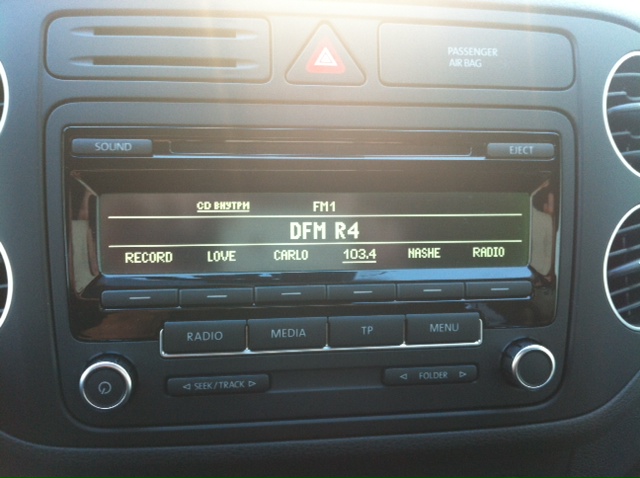 PASSENGER
AIR BAG
SOUND
EJECT
CD ВНУТРИ FM1
DFM R4
RECORD LOVE CARLO 103.4 НАШЕ RADIO
RADIO MEDIA TP MENU
SEEK/TRACK FOLDER